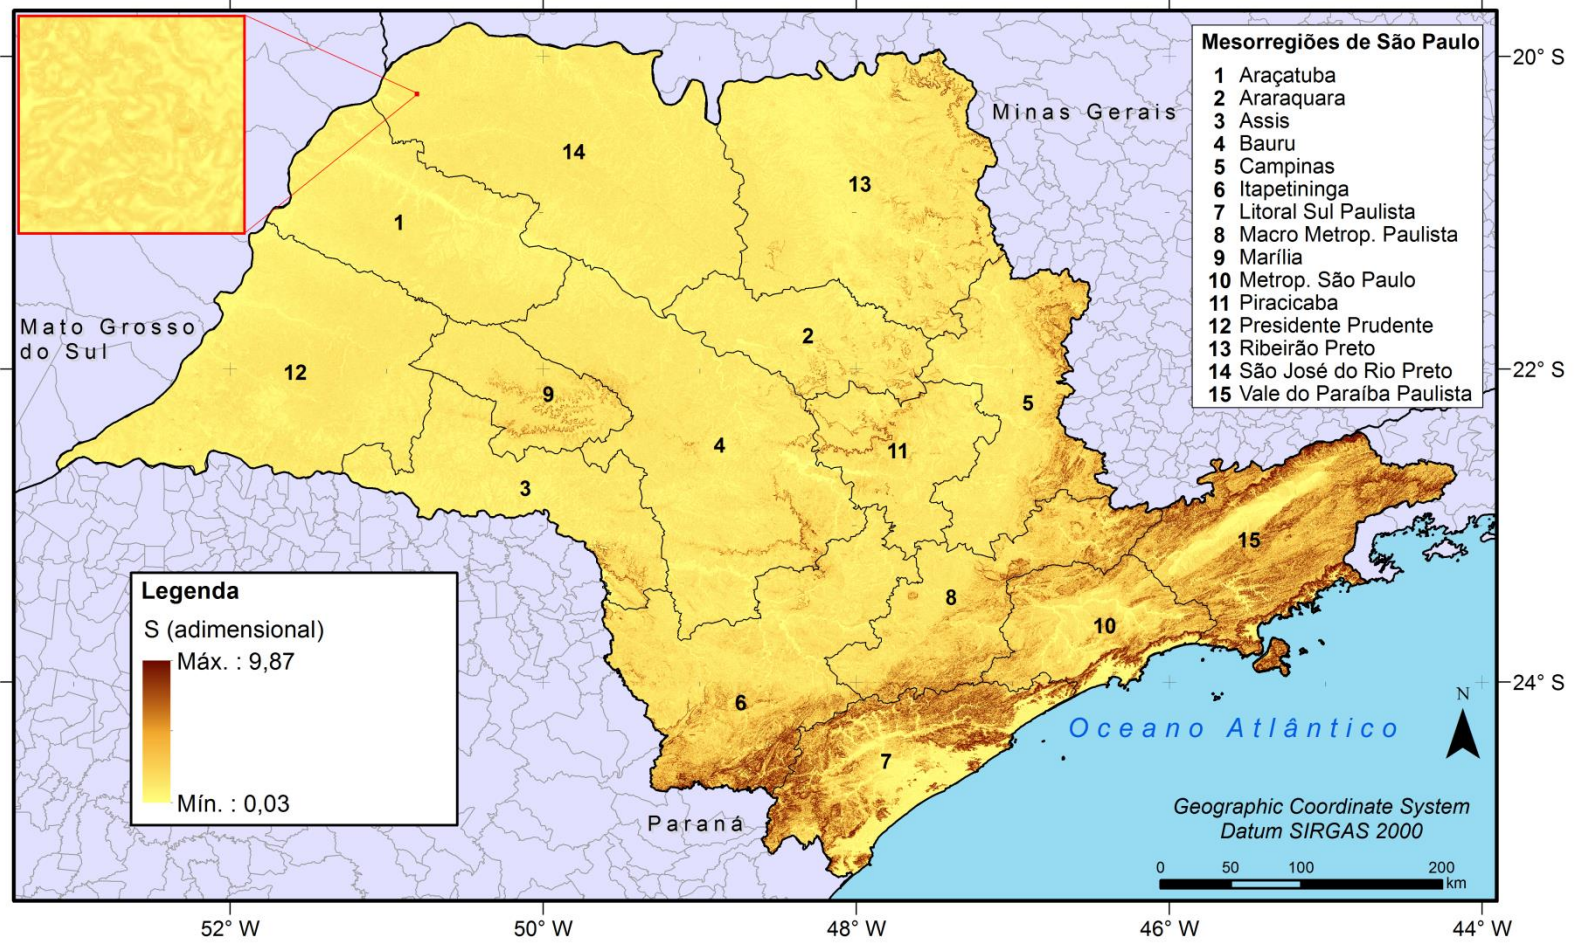 Mesorregiões de São Paulo
1 Araçatuba
2 Araraquara
3 Assis
4 Bauru
5 Campinas
6 Itapetininga
7 Litoral Sul Paulista
8 Macro Metrop. Paulista
9 Marília
10 Metrop. São Paulo
11 Piracicaba
12 Presidente Prudente
13 Ribeirão Preto
14 São José do Rio Preto
15 Vale do Paraíba Paulista
20° S
Minas Gerais
14
13
1
Mato Grosso
do Sul
2
12
22° S
9
5
4
11
3
15
Legenda
S (adimensional)
Máx. : 9,87
Mín. : 0,03
8
10
24° S
6
N
Oceano Atlântico
7
Paraná
Geographic Coordinate System
Datum SIRGAS 2000
0 50 100 200
km
52° W 50° W 48° W 46° W 44° W